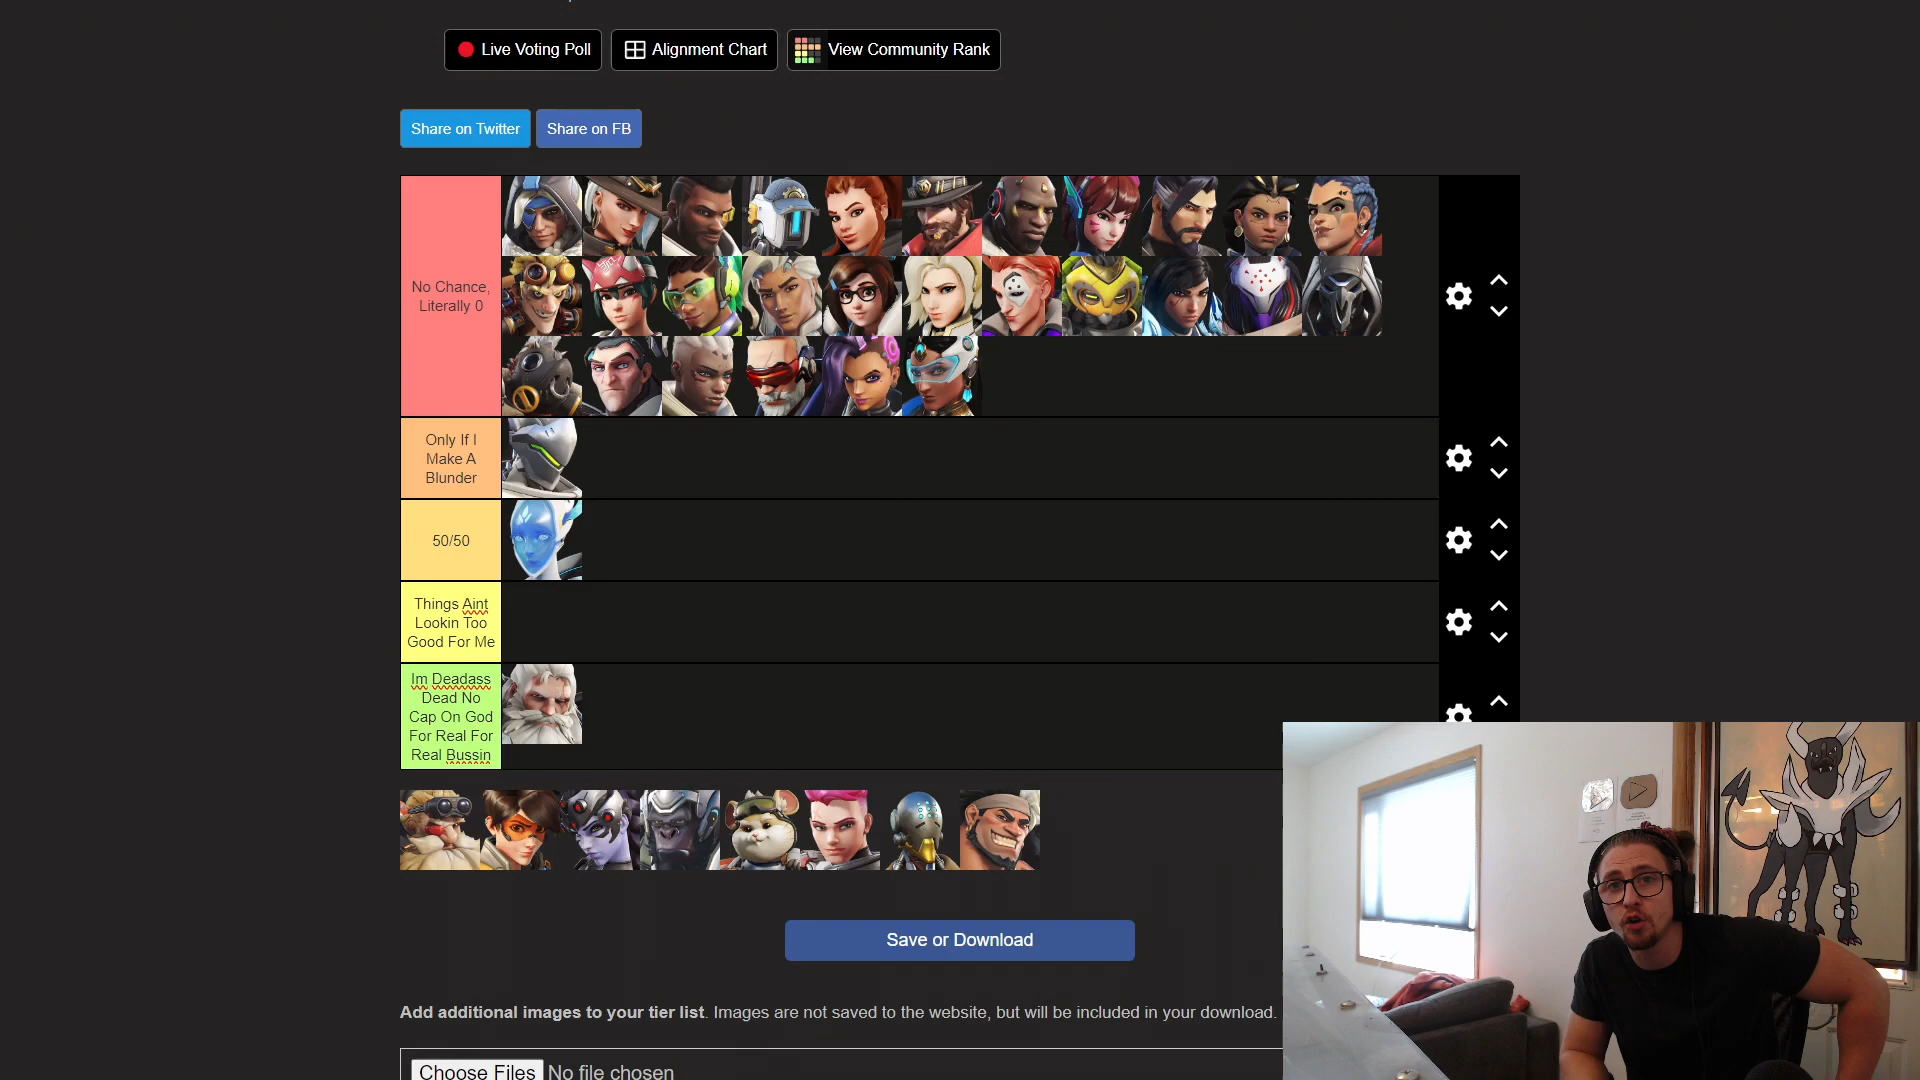 Live Voting Poll
Alignment Chart
View Community Rank
Share on Twitter
Share on FB
No Chance,
Literally 0
Only If I
Make A
Blunder
50/50
Things Aint
Lookin Too
Good For Me
Im Deadass
Dead No
Cap On God
For Real For
Real Bussin
Save or Download
Add additional images to your tier list. Images are not saved to the website, but will be included in your download.
Choose Files No file chosen